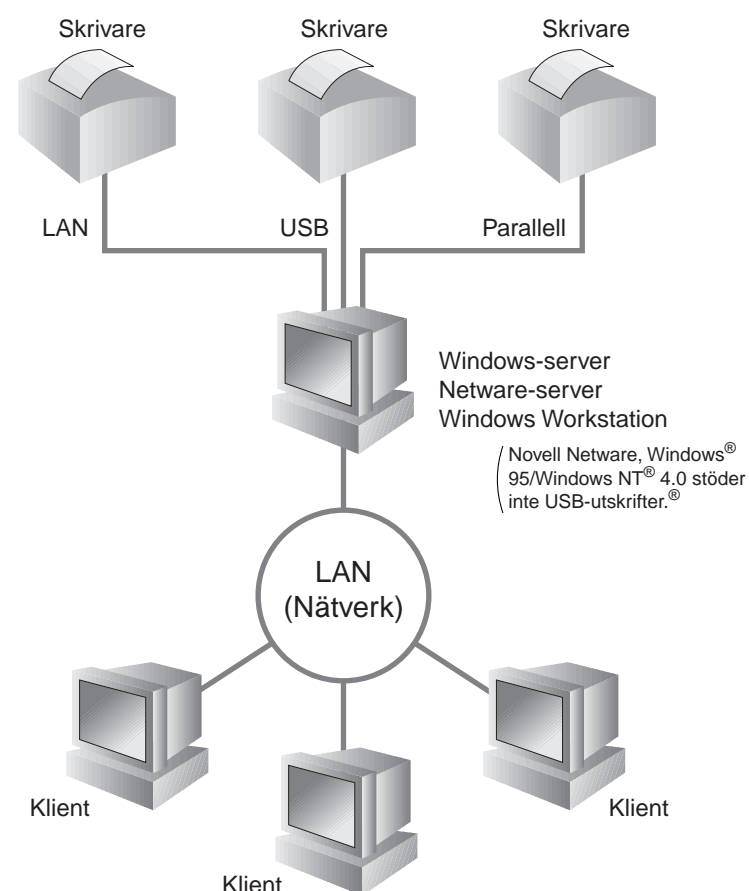 Skrivare Skrivare Skrivare
LAN USB Parallell
Windows-server
Netware-server
Windows Workstation
(Novell Netware, Windows®
95/Windows NT® 4.0 stöder
inte USB-utskrifter.®
LAN
(Nätverk)
Klient Klient
Klient